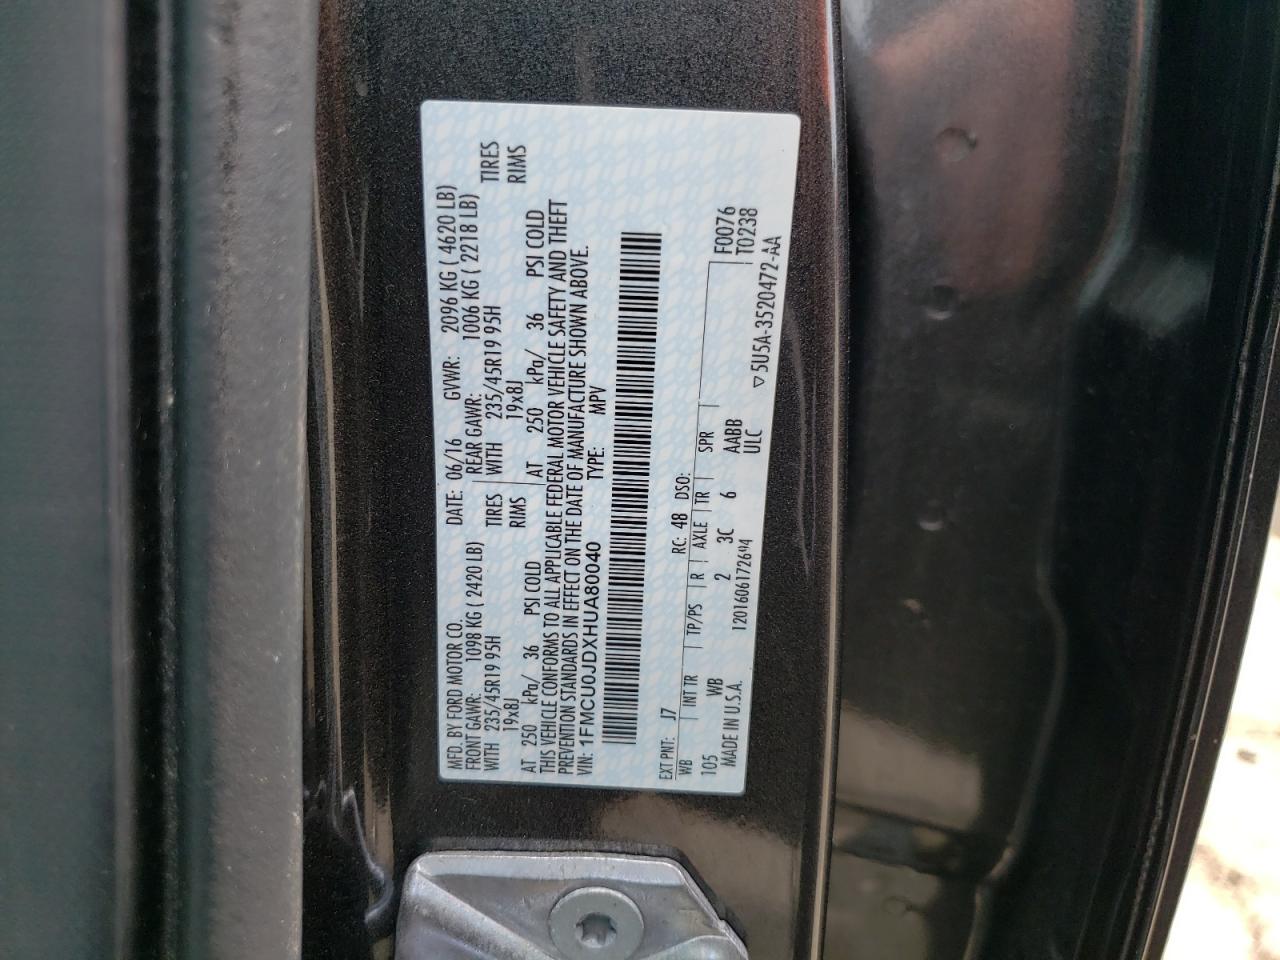 MFD. BY FORD MOTOR CO.
DATE: 06/16 GVWR: 2096 KG ( 4620 LB)
FRONT GAWR: 1098 KG ( 2420 LB) REAR GAWR: 1006 KG ( 2218 LB)
WITH 235/45R19 95H TIRES WITH 235/45R19 95H TIRES
19x8J RIMS 19x8J RIMS
AT 250 kPa/ 36 PSI COLD AT 250 kPa/ 36 PSI COLD
THIS VEHICLE CONFORMS TO ALL APPLICABLE FEDERAL MOTOR VEHICLE SAFETY AND THEFT
PREVENTION STANDARDS IN EFFECT ON THE DATE OF MANUFACTURE SHOWN ABOVE.
VIN: 1FMCU0JDXHUA80040 TYPE: MPV
EXT PNT: J7 RC: 48 DSO:
WB INT TR TP/PS R AXLE TR SPR F0076
105 WB 2 3C 6 AABB T0238
MADE IN U.S.A. 12016061726 ULC
▽5U5A-3520472-AA